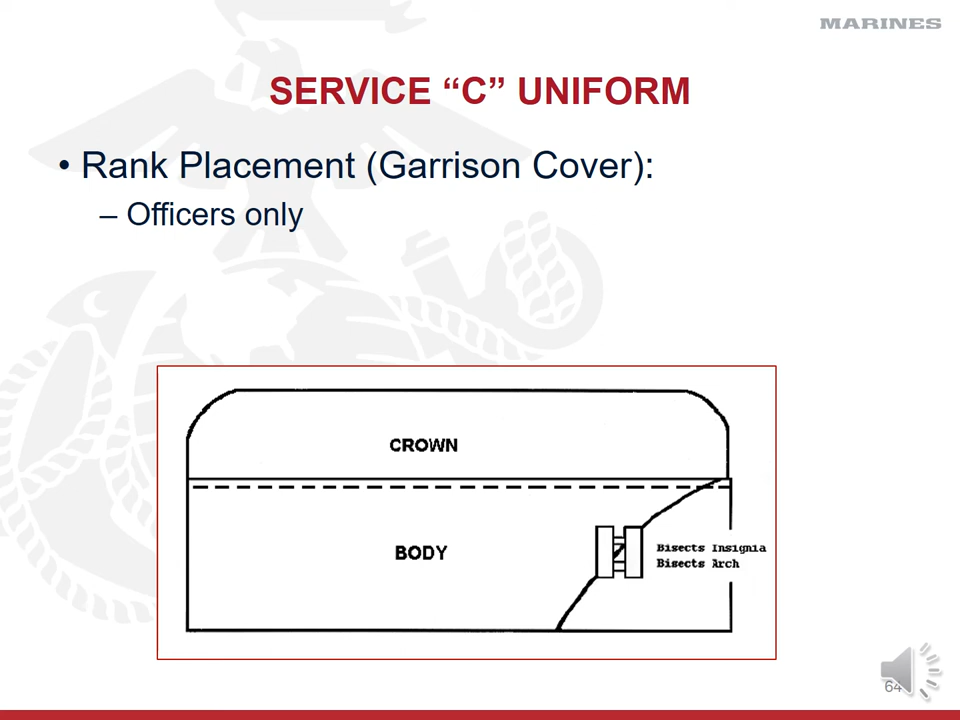 MARINES
SERVICE “C” UNIFORM
• Rank Placement (Garrison Cover):
– Officers only
CROWN
BODY
Bisects Insignia
Bisects Arch
64